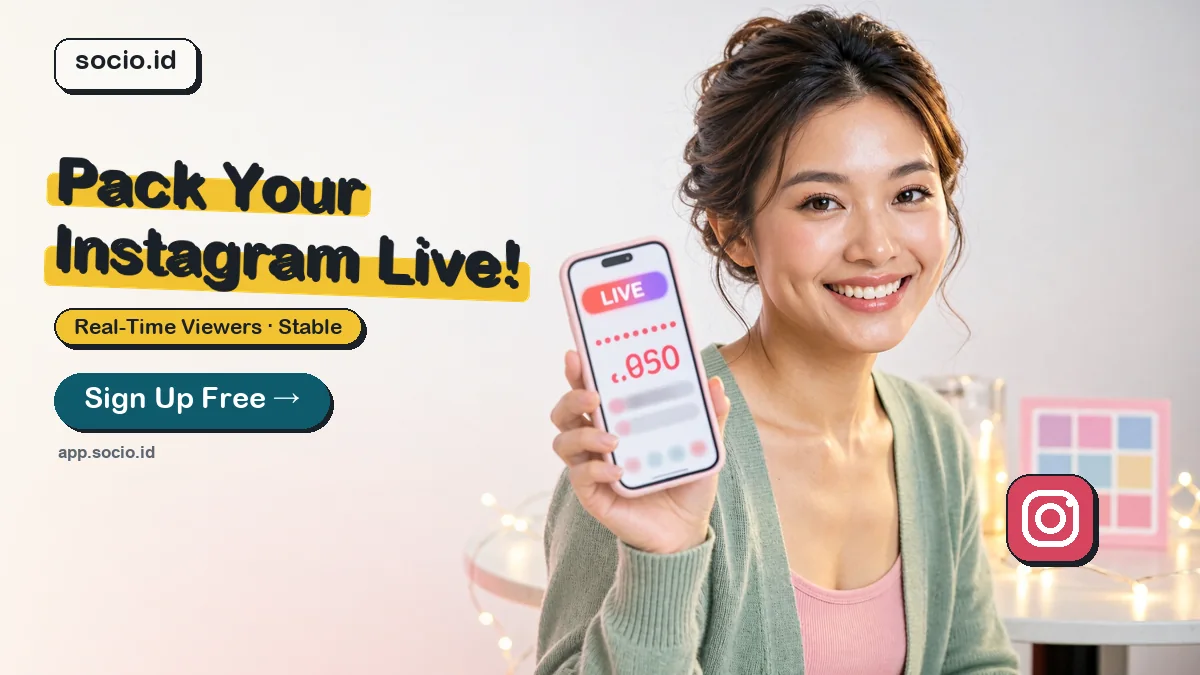 socio.id
Pack Your
Instagram Live!
Real-Time Viewers · Stable
Sign Up Free →
app.socio.id
LIVE